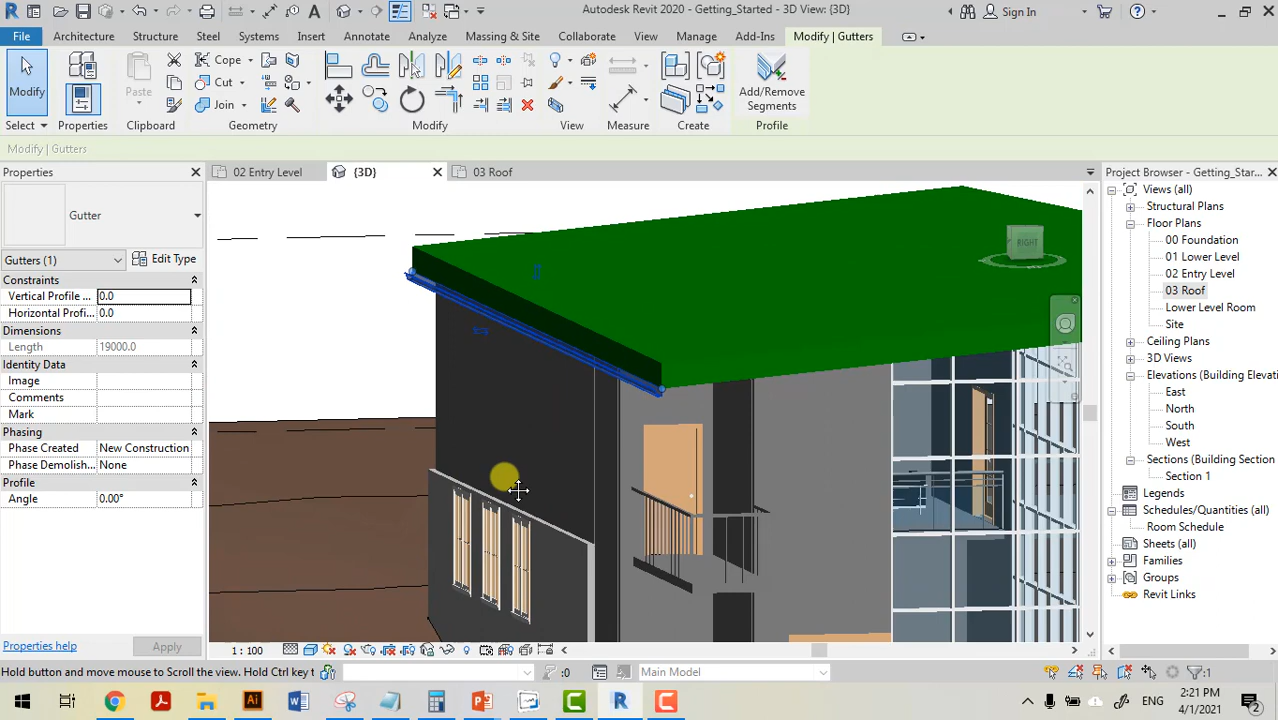 Autodesk Revit 2020 - Getting_Started - 3D View: {3D}
Sign In
File Architecture Structure Steel Systems Insert Annotate Analyze Massing & Site Collaborate View Manage Add-Ins Modify | Gutters
Modify
Paste
Cope
Cut
Join
Add/Remove
Segments
Select Properties Clipboard Geometry Modify View Measure Create Profile
Modify | Gutters
Properties
Gutter
Gutters (1)
Edit Type
Constraints
Vertical Profile ... 0.0
Horizontal Profi... 0.0
Dimensions
Length 19000.0
Identity Data
Image
Comments
Mark
Phasing
Phase Created New Construction
Phase Demolish... None
Profile
Angle 0.00°
Properties help
Apply
02 Entry Level
{3D}
03 Roof
RIGHT
Project Browser - Getting_Star...
Views (all)
Structural Plans
Floor Plans
00 Foundation
01 Lower Level
02 Entry Level
03 Roof
Lower Level Room
Site
Ceiling Plans
3D Views
Elevations (Building Elevati
East
North
South
West
Sections (Building Section
Section 1
Legends
Schedules/Quantities (all)
Room Schedule
Sheets (all)
Families
Groups
Revit Links
1 : 100
Hold button and move mouse to Scroll the view. Hold Ctrl key t
:0
Main Model
:1
ENG
2:21 PM
4/1/2021
2